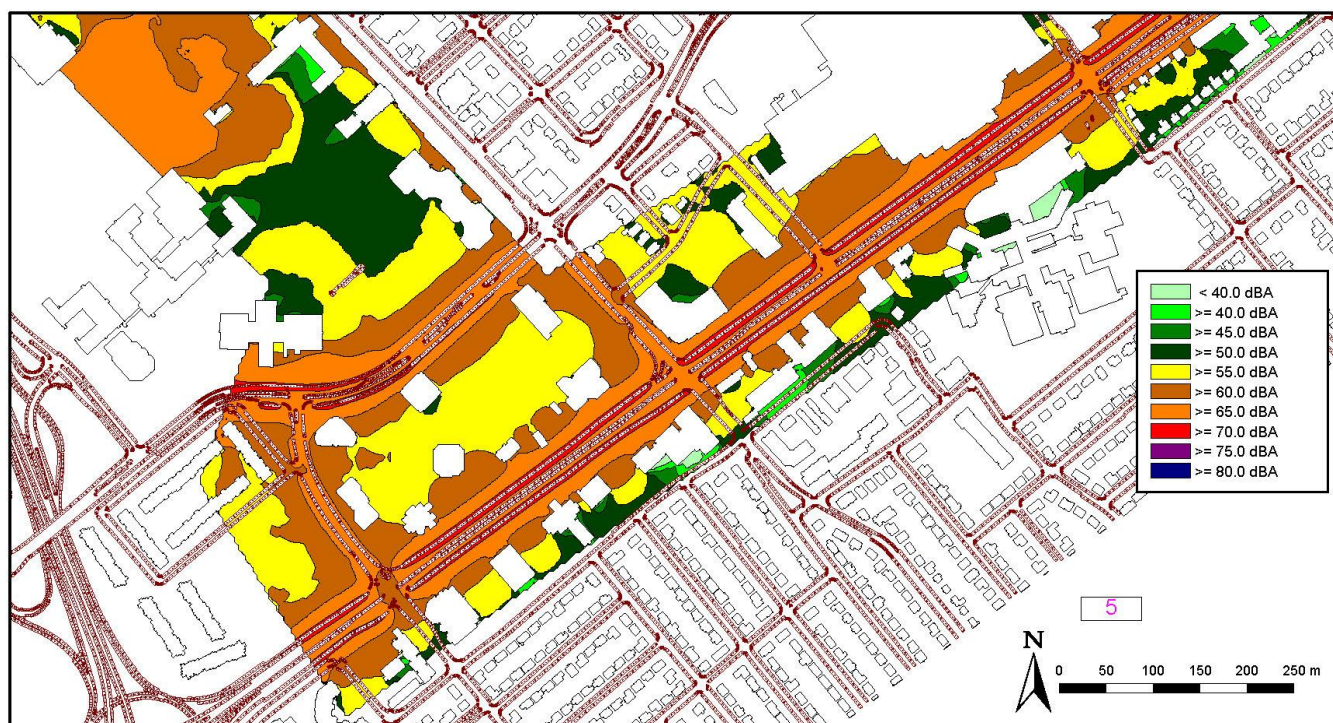 < 40.0 dBA
>= 40.0 dBA
>= 45.0 dBA
>= 50.0 dBA
>= 55.0 dBA
>= 60.0 dBA
>= 65.0 dBA
>= 70.0 dBA
>= 75.0 dBA
>= 80.0 dBA
5
N
0 50 100 150 200 250 m